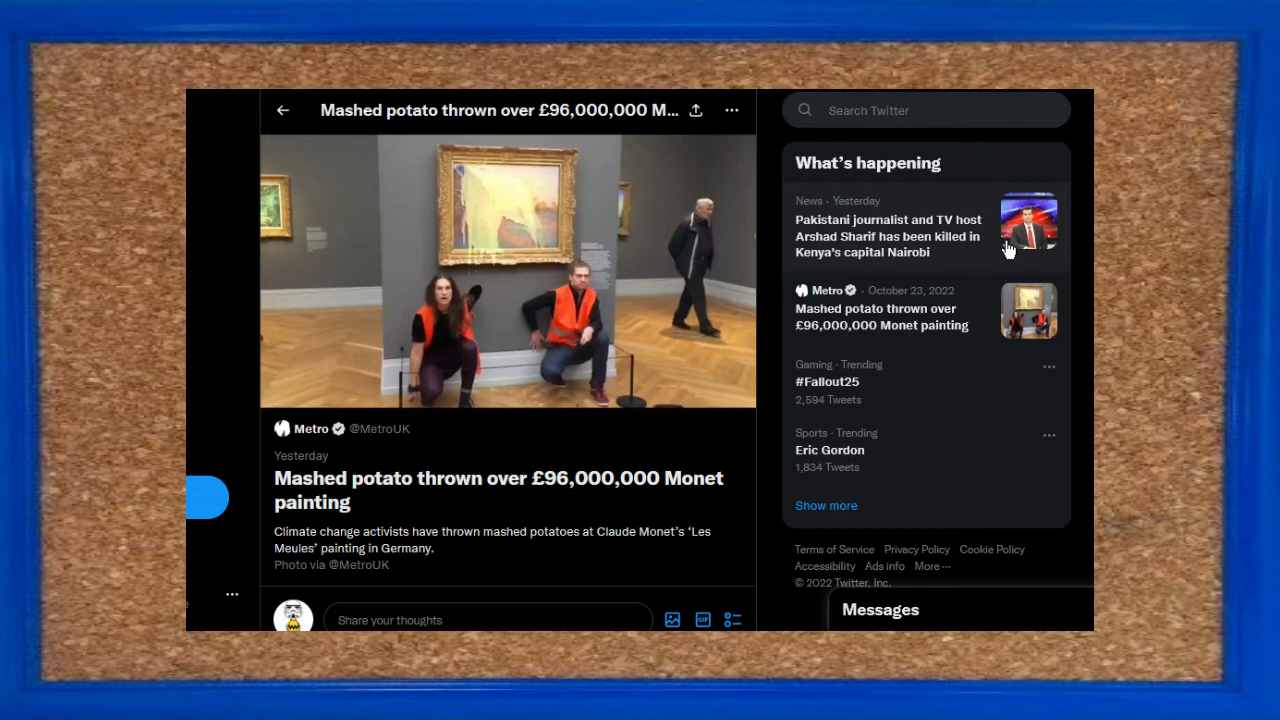 Mashed potato thrown over £96,000,000 M...
Metro @MetroUK
Yesterday
Mashed potato thrown over £96,000,000 Monet
painting
Climate change activists have thrown mashed potatoes at Claude Monet's 'Les
Meules' painting in Germany.
Photo via @MetroUK
Share your thoughts
GIF
Search Twitter
What's happening
News · Yesterday
Pakistani journalist and TV host
Arshad Sharif has been killed in
Kenya's capital Nairobi
Metro · October 23, 2022
Mashed potato thrown over
£96,000,000 Monet painting
Gaming · Trending
#Fallout25
2,594 Tweets
Sports · Trending
Eric Gordon
1,834 Tweets
Show more
Terms of Service Privacy Policy Cookie Policy
Accessibility Ads info More ···
© 2022 Twitter, Inc.
Messages